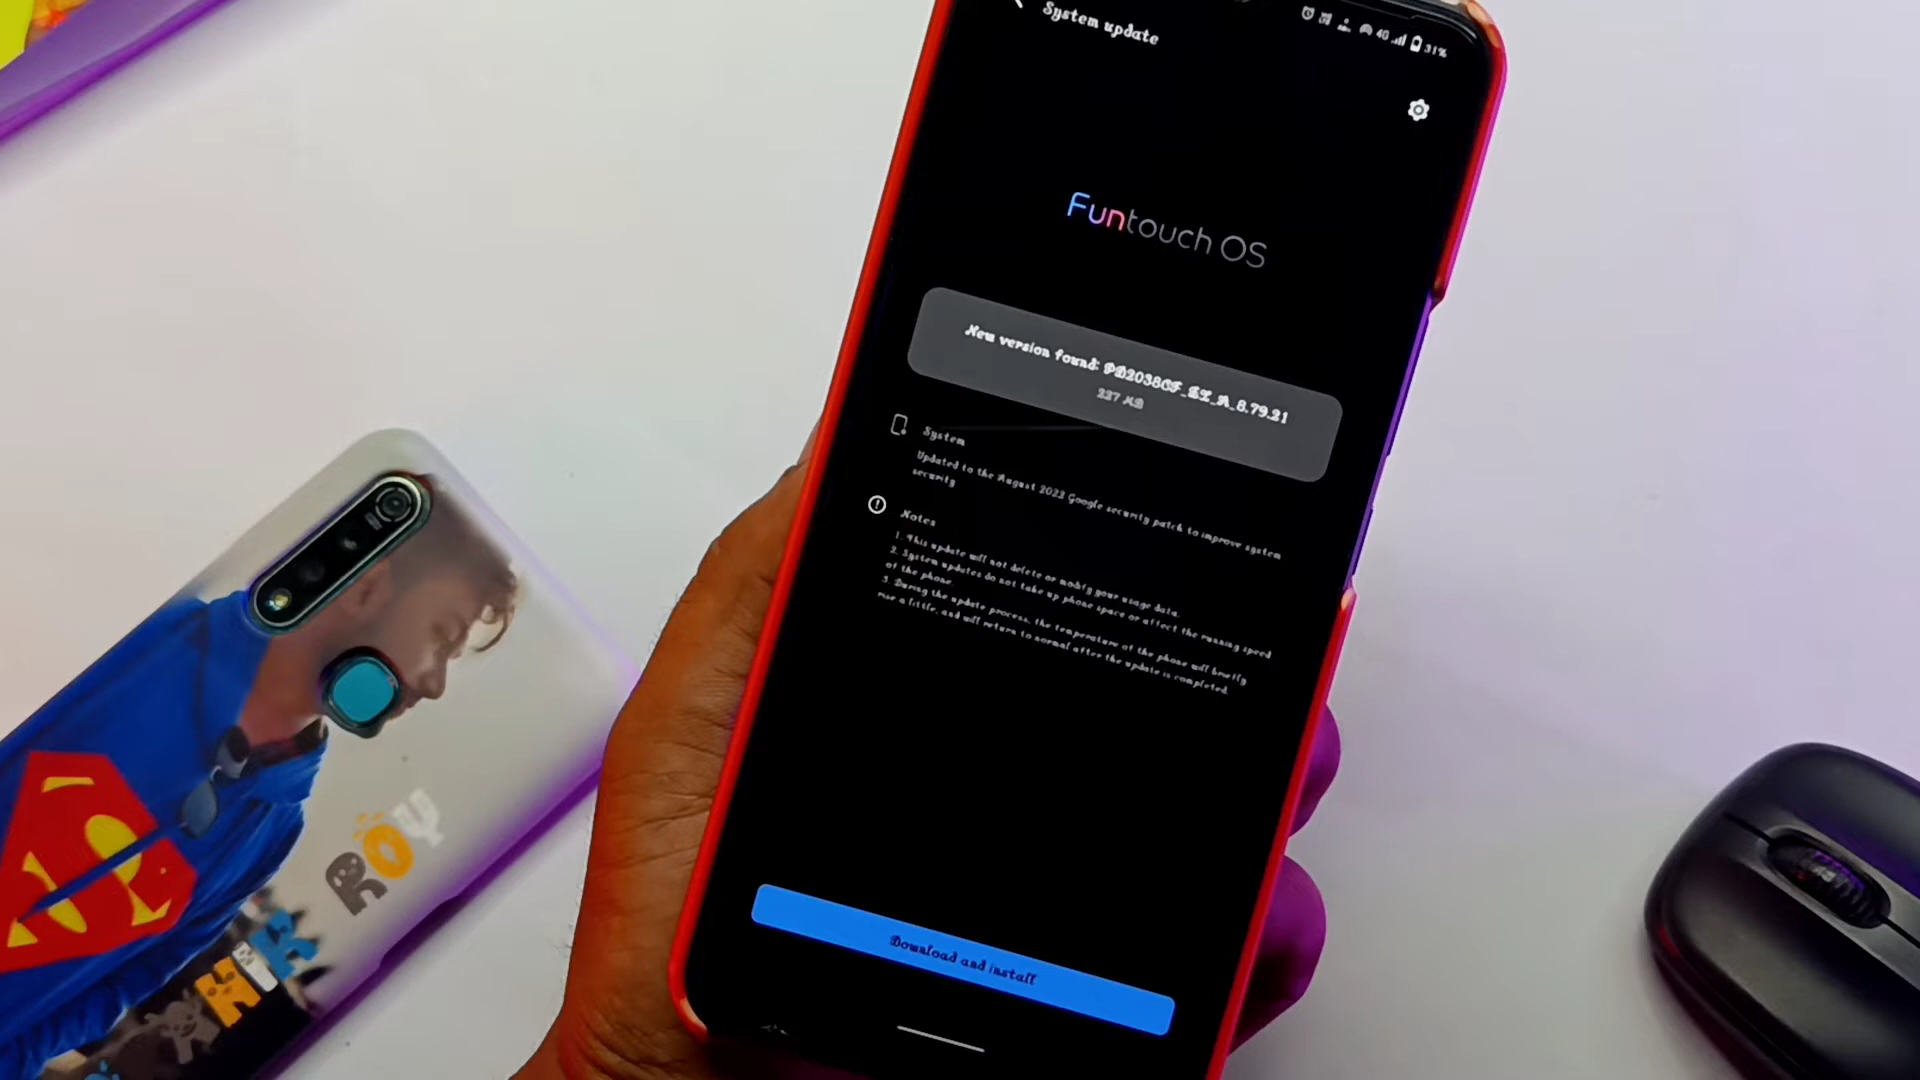 System update
4G 31%
Funtouch OS
New version found: PD2038CF_EX_A_8.79.21
227 MB
System
Updated to the August 2022 Google security patch to improve system
security
Notes
1. This update will not delete or modify your usage data.
2. System updates do not take up phone space or affect the running speed
of the phone.
3. During the update process, the temperature of the phone will briefly
rise a little, and will return to normal after the update is completed.
Download and install
ROY